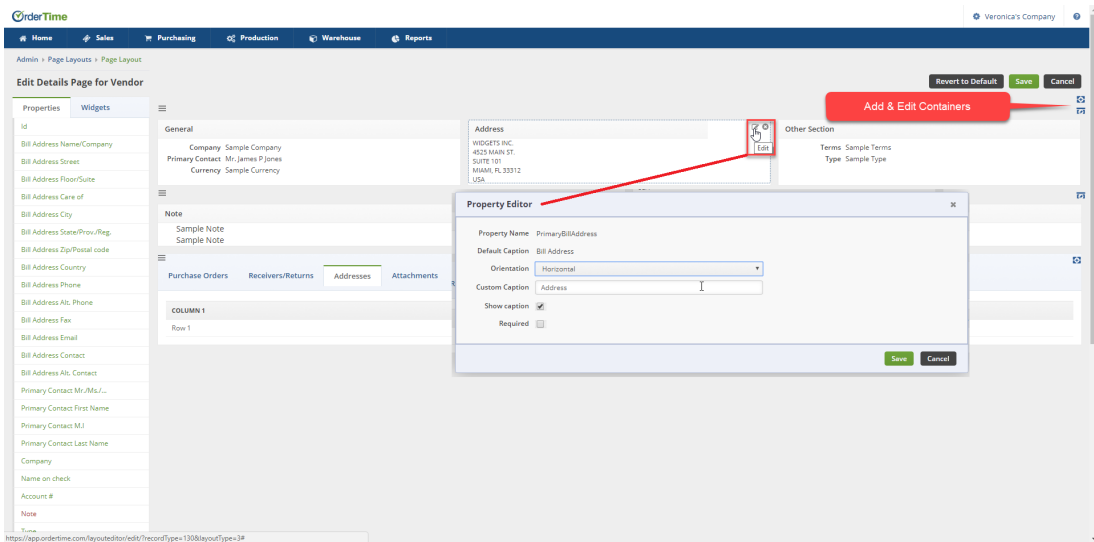 OrderTime
Veronica's Company
Home Sales Purchasing Production Warehouse Reports
Admin › Page Layouts › Page Layout
Edit Details Page for Vendor
Revert to Default Save Cancel
Properties Widgets
Add & Edit Containers
Id
Bill Address Name/Company
Bill Address Street
Bill Address Floor/Suite
Bill Address Care of
Bill Address City
Bill Address State/Prov./Reg.
Bill Address Zip/Postal code
Bill Address Country
Bill Address Phone
Bill Address Alt. Phone
Bill Address Fax
Bill Address Email
Bill Address Contact
Bill Address Alt. Contact
Primary Contact Mr./Ms./...
Primary Contact First Name
Primary Contact M.I
Primary Contact Last Name
Company
Name on check
Account #
Note
Type
General
Company Sample Company
Primary Contact Mr. James P Jones
Currency Sample Currency
Address
WIDGETS INC.
4525 MAIN ST.
SUITE 101
MIAMI, FL 33312
USA
Edit
Other Section
Terms Sample Terms
Type Sample Type
Note
Sample Note
Sample Note
Purchase Orders Receivers/Returns Addresses Attachments
COLUMN 1
Row 1
Property Editor
Property Name PrimaryBillAddress
Default Caption Bill Address
Orientation Horizontal
Custom Caption Address
Show caption
Required
Save Cancel
https://app.ordertime.com/layouteditor/edit/?recordType=130&layoutType=3#